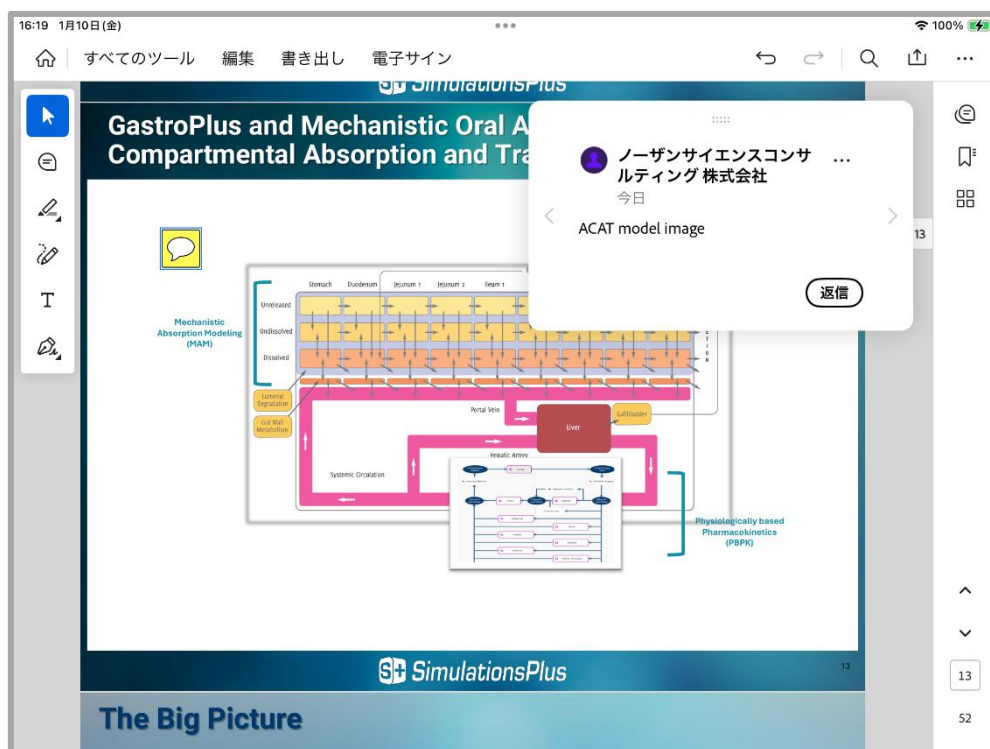 16:19 1月10日(金)
100%
すべてのツール 編集 書き出し 電子サイン
SimulationsPlus
GastroPlus and Mechanistic Oral A
Compartmental Absorption and Tra
ノーザンサイエンスコンサ
ルティング 株式会社
今日
ACAT model image
返信
13
Stomach Duodenum Jejunum 1 Jejunum 2 Ileum 1
Unreleased
Undissolved
Dissolved
Mechanistic
Absorption Modeling
(MAM)
Lumenal
Degradation
Gut Wall
Metabolism
Portal Vein
Liver
Gallbladder
Hepatic Artery
Systemic Circulation
Physiologically based
Pharmacokinetics
(PBPK)
S+ SimulationsPlus
13
The Big Picture
13
52
T